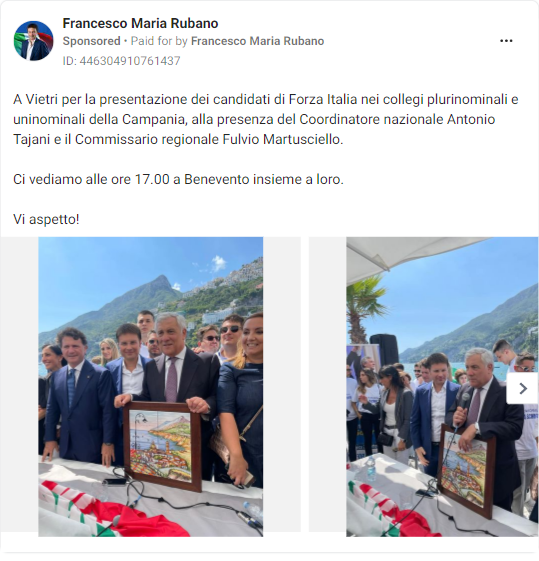 Francesco Maria Rubano
Sponsored • Paid for by Francesco Maria Rubano
ID: 446304910761437
A Vietri per la presentazione dei candidati di Forza Italia nei collegi plurinominali e
uninominali della Campania, alla presenza del Coordinatore nazionale Antonio
Tajani e il Commissario regionale Fulvio Martusciello.
Ci vediamo alle ore 17.00 a Benevento insieme a loro.
Vi aspetto!